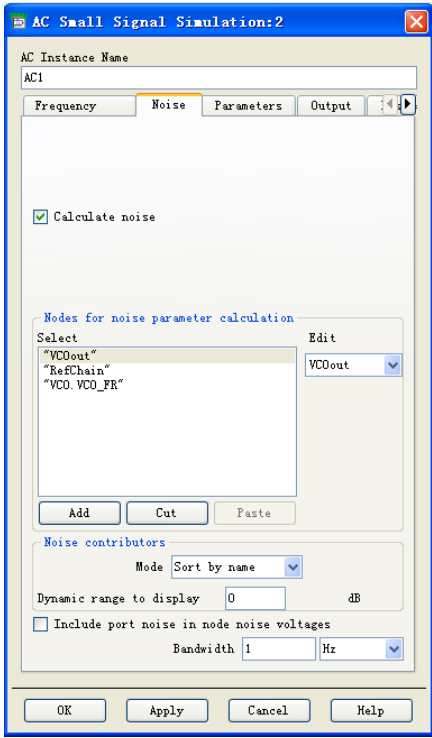 AC Small Signal Simulation:2
AC Instance Name
AC1
Frequency Noise Parameters Output
Calculate noise
Nodes for noise parameter calculation
Select Edit
"VCOout" VCOout
"RefChain"
"VCO.VCO_FR"
Add Cut Paste
Noise contributors
Mode Sort by name
Dynamic range to display 0 dB
Include port noise in node noise voltages
Bandwidth 1 Hz
OK Apply Cancel Help